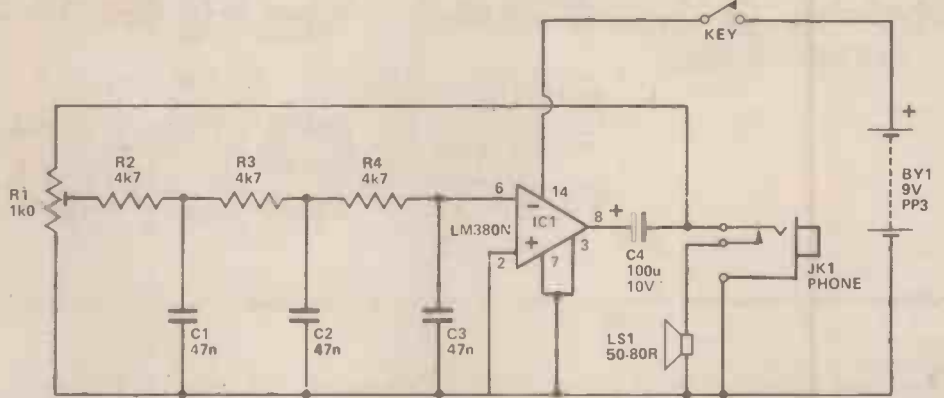 KEY
R1
1k0
R2
4k7
R3
4k7
R4
4k7
6
14
LM380N
IC1
8
+
2
7
3
C4
100u
10V
+
BY1
9V
PP3
JK1
PHONE
C1
47n
C2
47n
C3
47n
LS1
50-80R